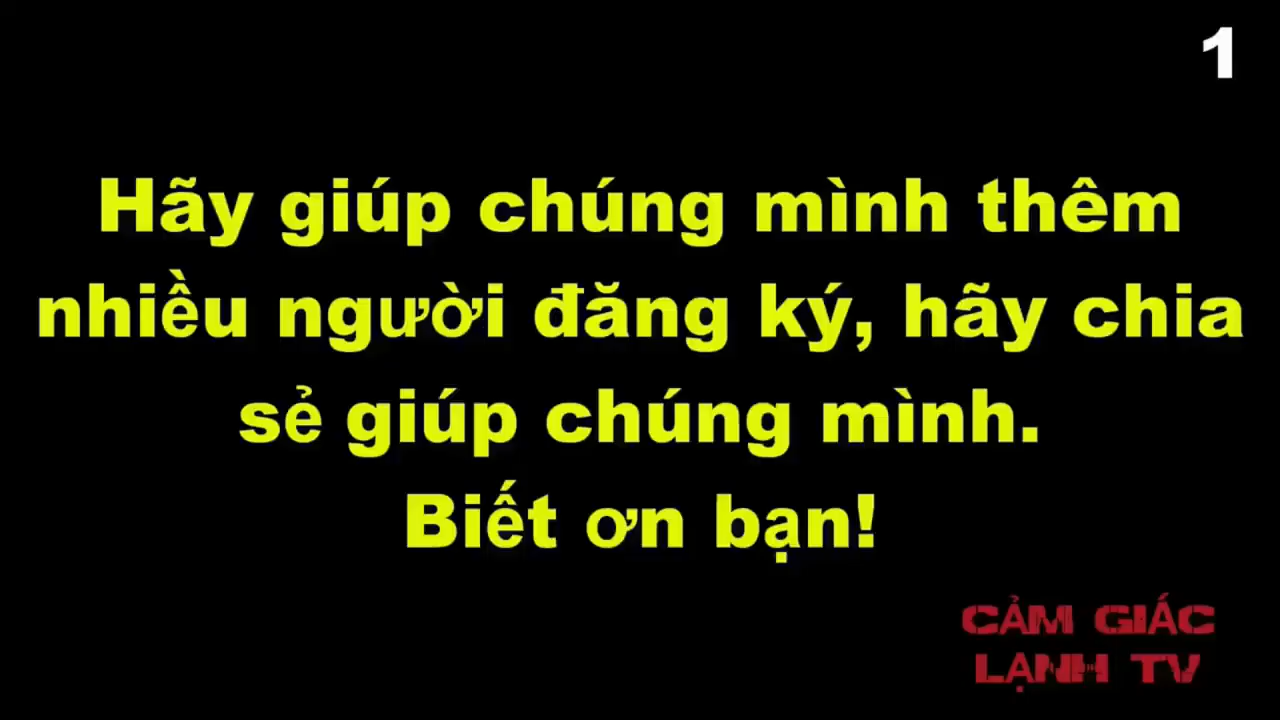 1
Hãy giúp chúng mình thêm
nhiều người đăng ký, hãy chia
sẻ giúp chúng mình.
Biết ơn bạn!
CẢM GIÁC
LẠNH TV